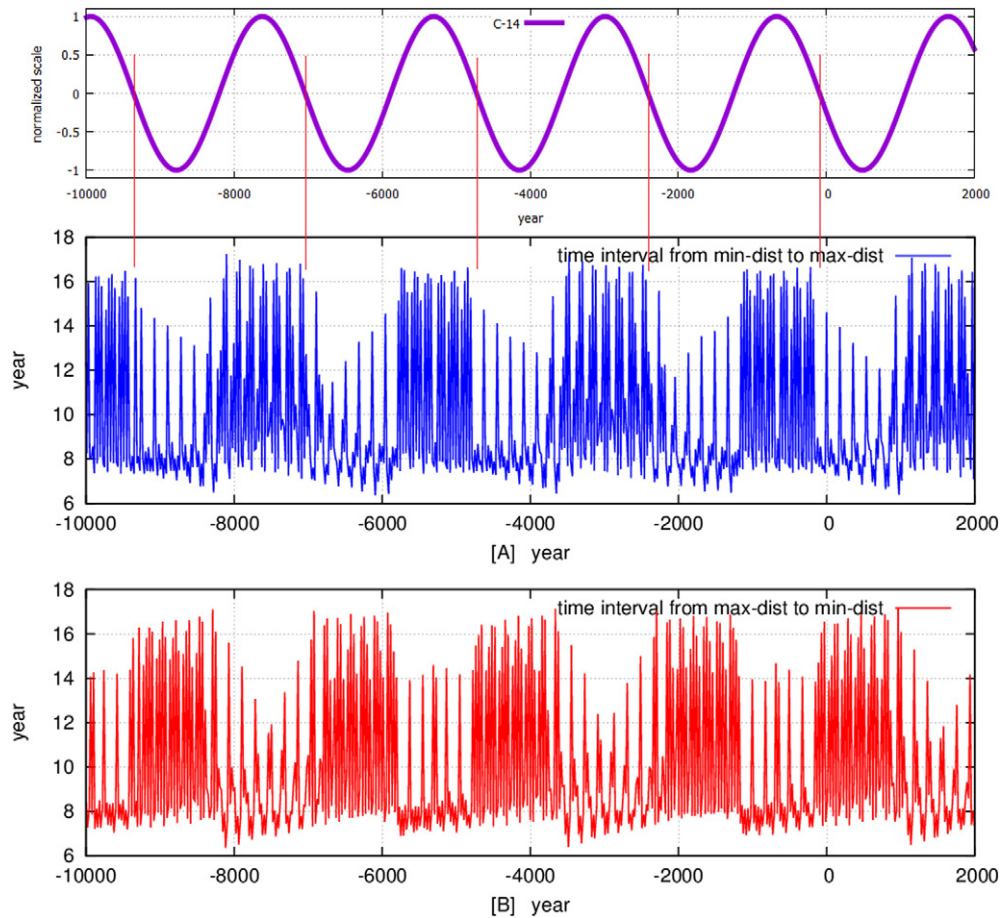 C-14
normalized scale
1
0.5
0
-0.5
-1
-10000 -8000 -6000 -4000 -2000 0 2000
year
time interval from min-dist to max-dist
year
18
16
14
12
10
8
6
-10000 -8000 -6000 -4000 -2000 0 2000
[A] year
time interval from max-dist to min-dist
year
18
16
14
12
10
8
6
-10000 -8000 -6000 -4000 -2000 0 2000
[B] year